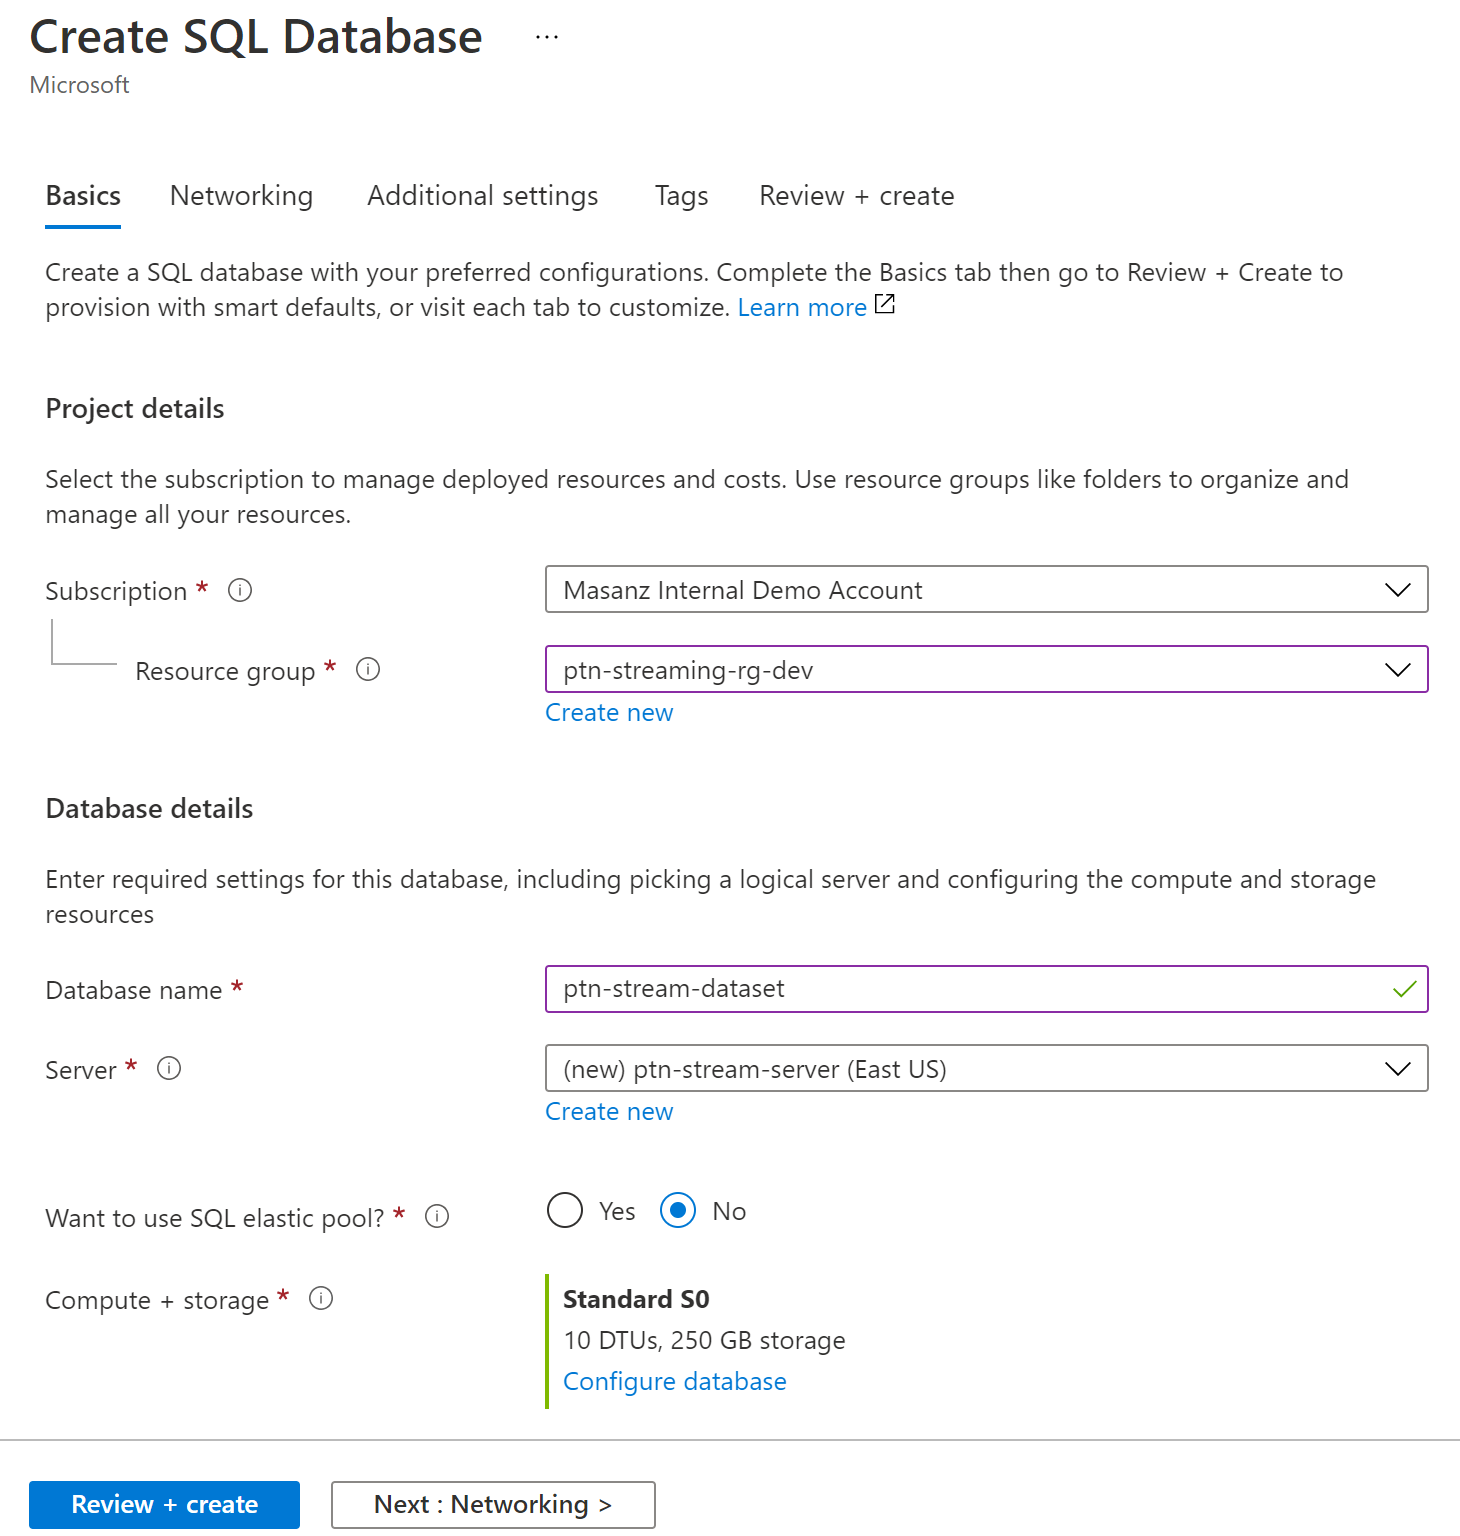 Create SQL Database ...
Microsoft
Basics Networking Additional settings Tags Review + create
Create a SQL database with your preferred configurations. Complete the Basics tab then go to Review + Create to
provision with smart defaults, or visit each tab to customize. Learn more
Project details
Select the subscription to manage deployed resources and costs. Use resource groups like folders to organize and
manage all your resources.
Subscription * i Masanz Internal Demo Account
Resource group * i ptn-streaming-rg-dev
Create new
Database details
Enter required settings for this database, including picking a logical server and configuring the compute and storage
resources
Database name * ptn-stream-dataset
Server * i (new) ptn-stream-server (East US)
Create new
Want to use SQL elastic pool? * i Yes No
Compute + storage * i Standard S0
10 DTUs, 250 GB storage
Configure database
Review + create Next : Networking >